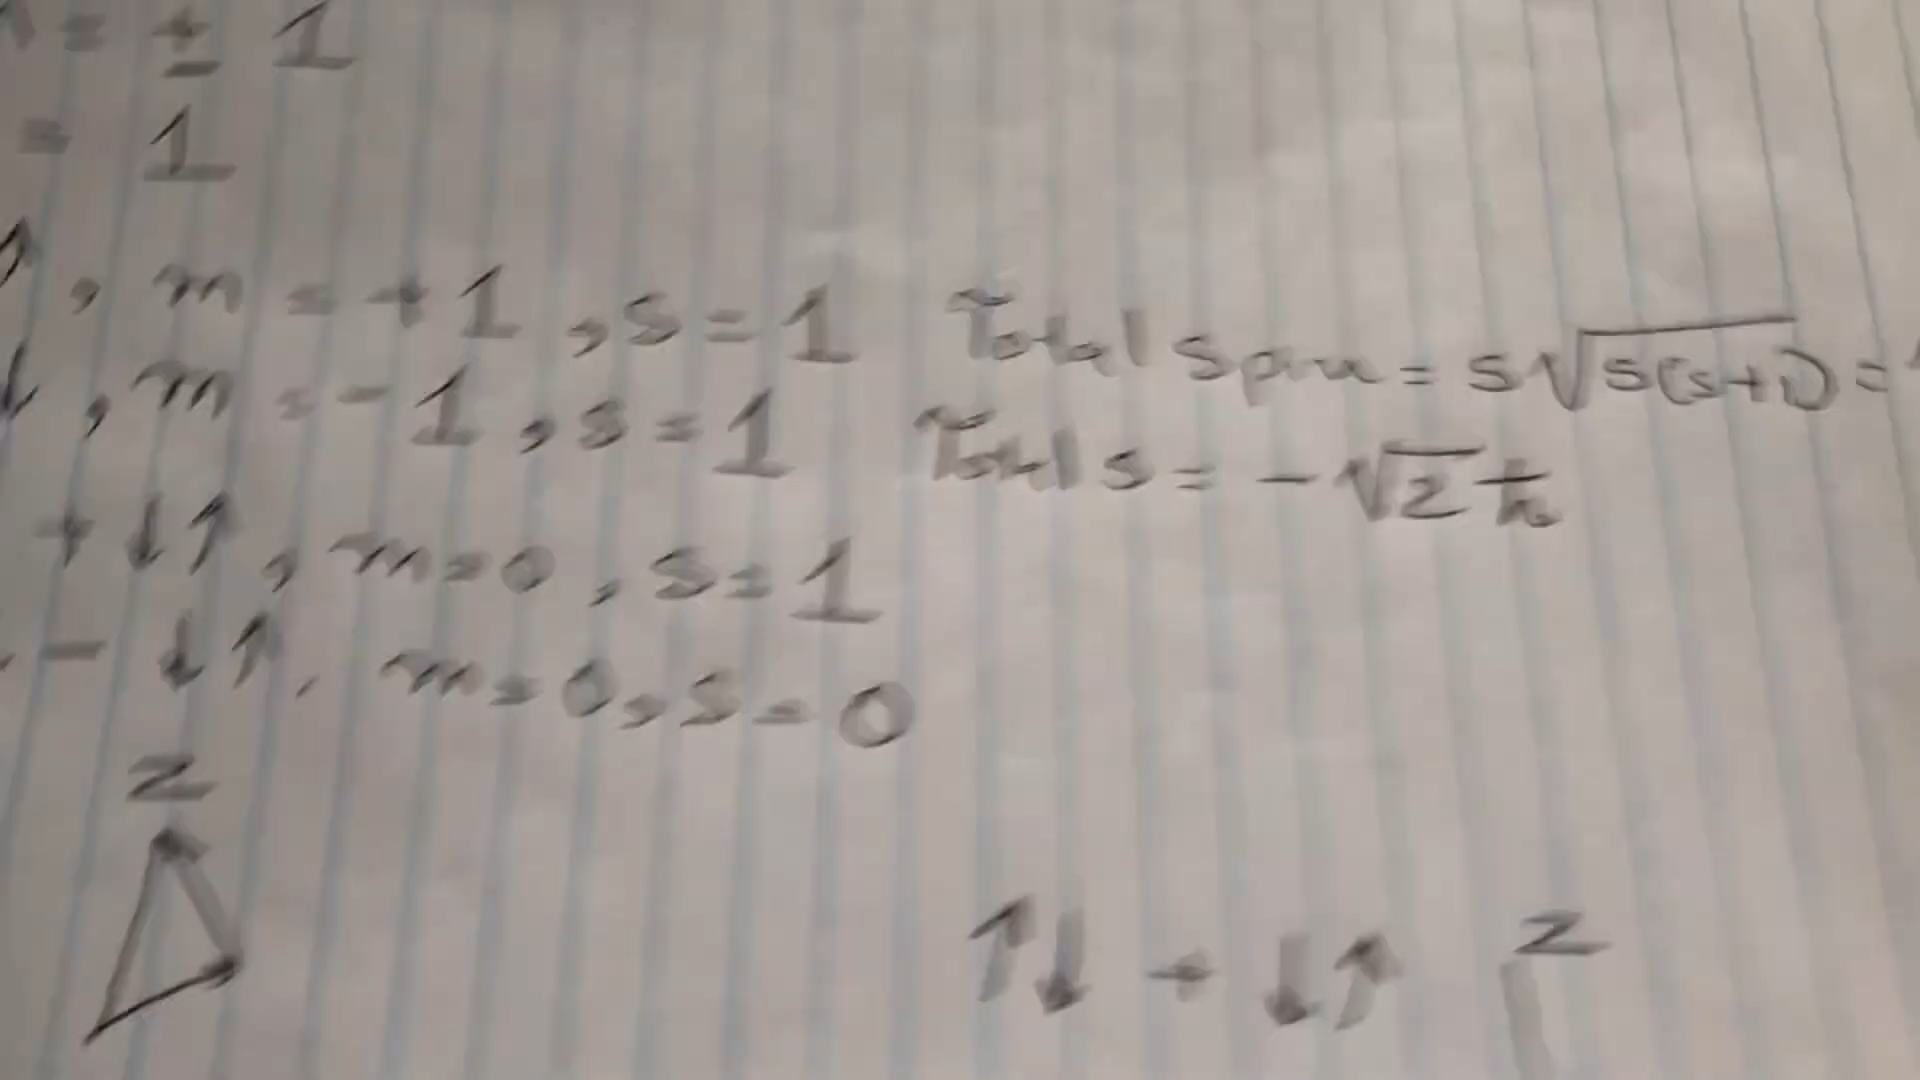 = ± 1
= 1
↑, m = +1, s = 1 Total spin = s√s(s+1) =
↓, m = -1, s = 1 Total s = -√2 ħ
+ ↓↑, m = 0, s = 1
- ↓↑, m = 0, s = 0
z
↑↓ + ↓↑ z